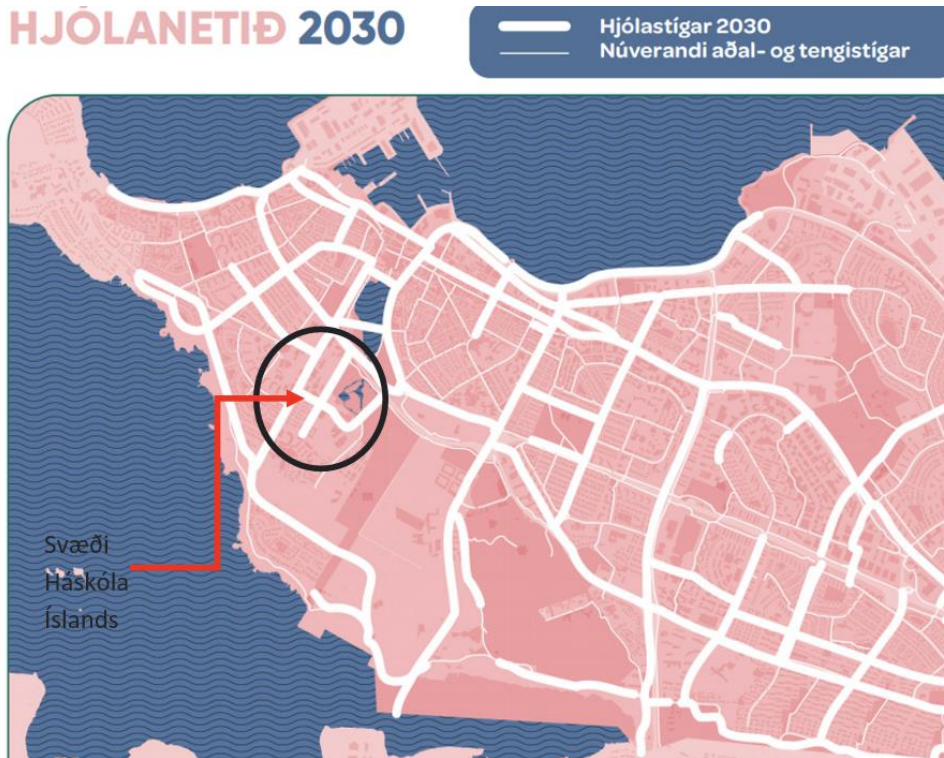 HJÓLANETIÐ 2030
Hjólastígar 2030
Núverandi aðal- og tengistígar
Svæði
Háskóla
Íslands